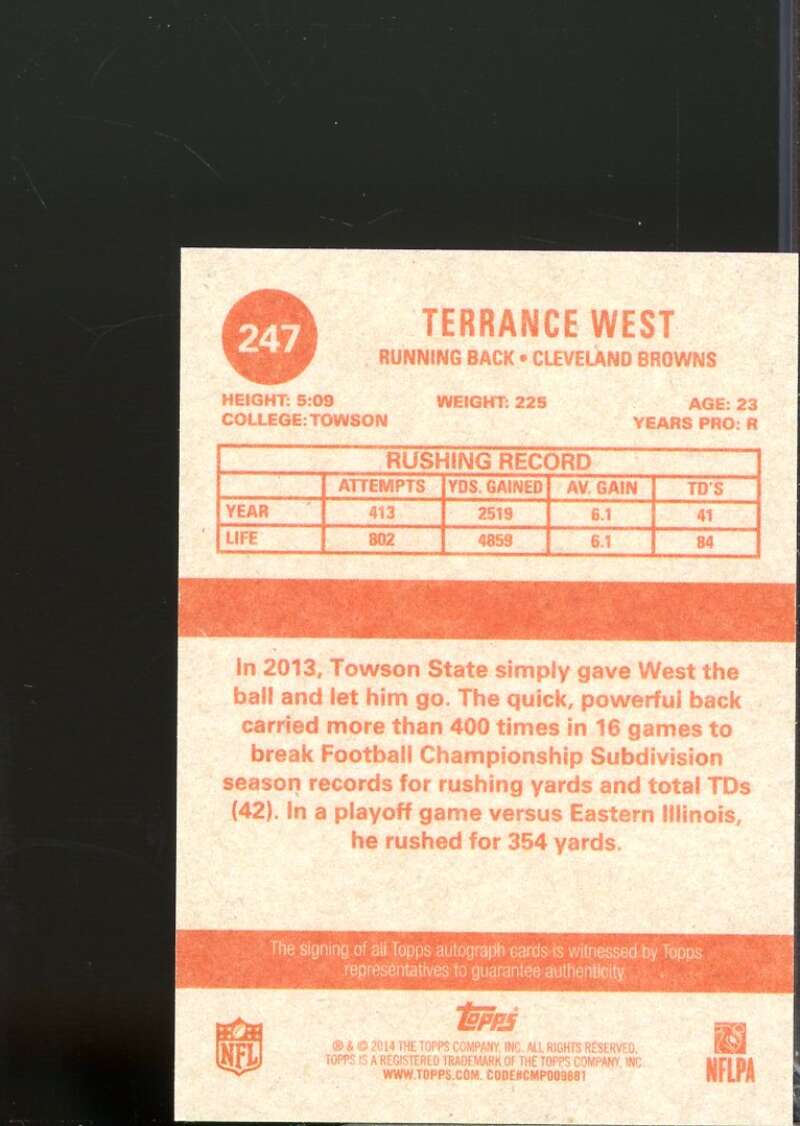 247
TERRANCE WEST
RUNNING BACK • CLEVELAND BROWNS
HEIGHT: 5:09 WEIGHT: 225 AGE: 23
COLLEGE: TOWSON YEARS PRO: R
RUSHING RECORD
ATTEMPTS YDS. GAINED AV. GAIN TD'S
YEAR 413 2519 6.1 41
LIFE 802 4859 6.1 84
In 2013, Towson State simply gave West the
ball and let him go. The quick, powerful back
carried more than 400 times in 16 games to
break Football Championship Subdivision
season records for rushing yards and total TDs
(42). In a playoff game versus Eastern Illinois,
he rushed for 354 yards.
The signing of all Topps autograph cards is witnessed by Topps
representatives to guarantee authenticity.
topps
NFL
® & © 2014 THE TOPPS COMPANY, INC. ALL RIGHTS RESERVED.
TOPPS IS A REGISTERED TRADEMARK OF THE TOPPS COMPANY, INC.
WWW.TOPPS.COM. CODE#CMP009881
NFLPA